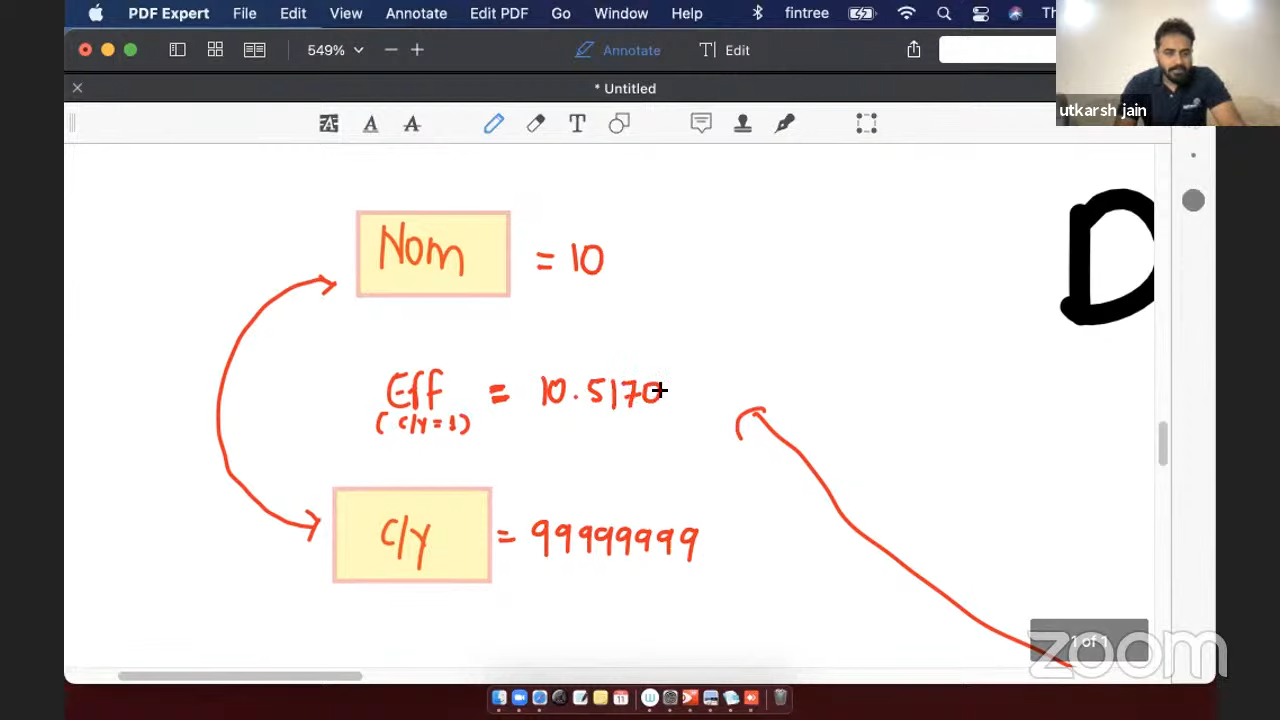 PDF Expert File Edit View Annotate Edit PDF Go Window Help fintree Th
549% Annotate T| Edit
utkarsh jain
* Untitled
Nom = 10
Eff = 10.5170
( c/y = 1 )
c/y = 99999999
D
1 of 1
zoom